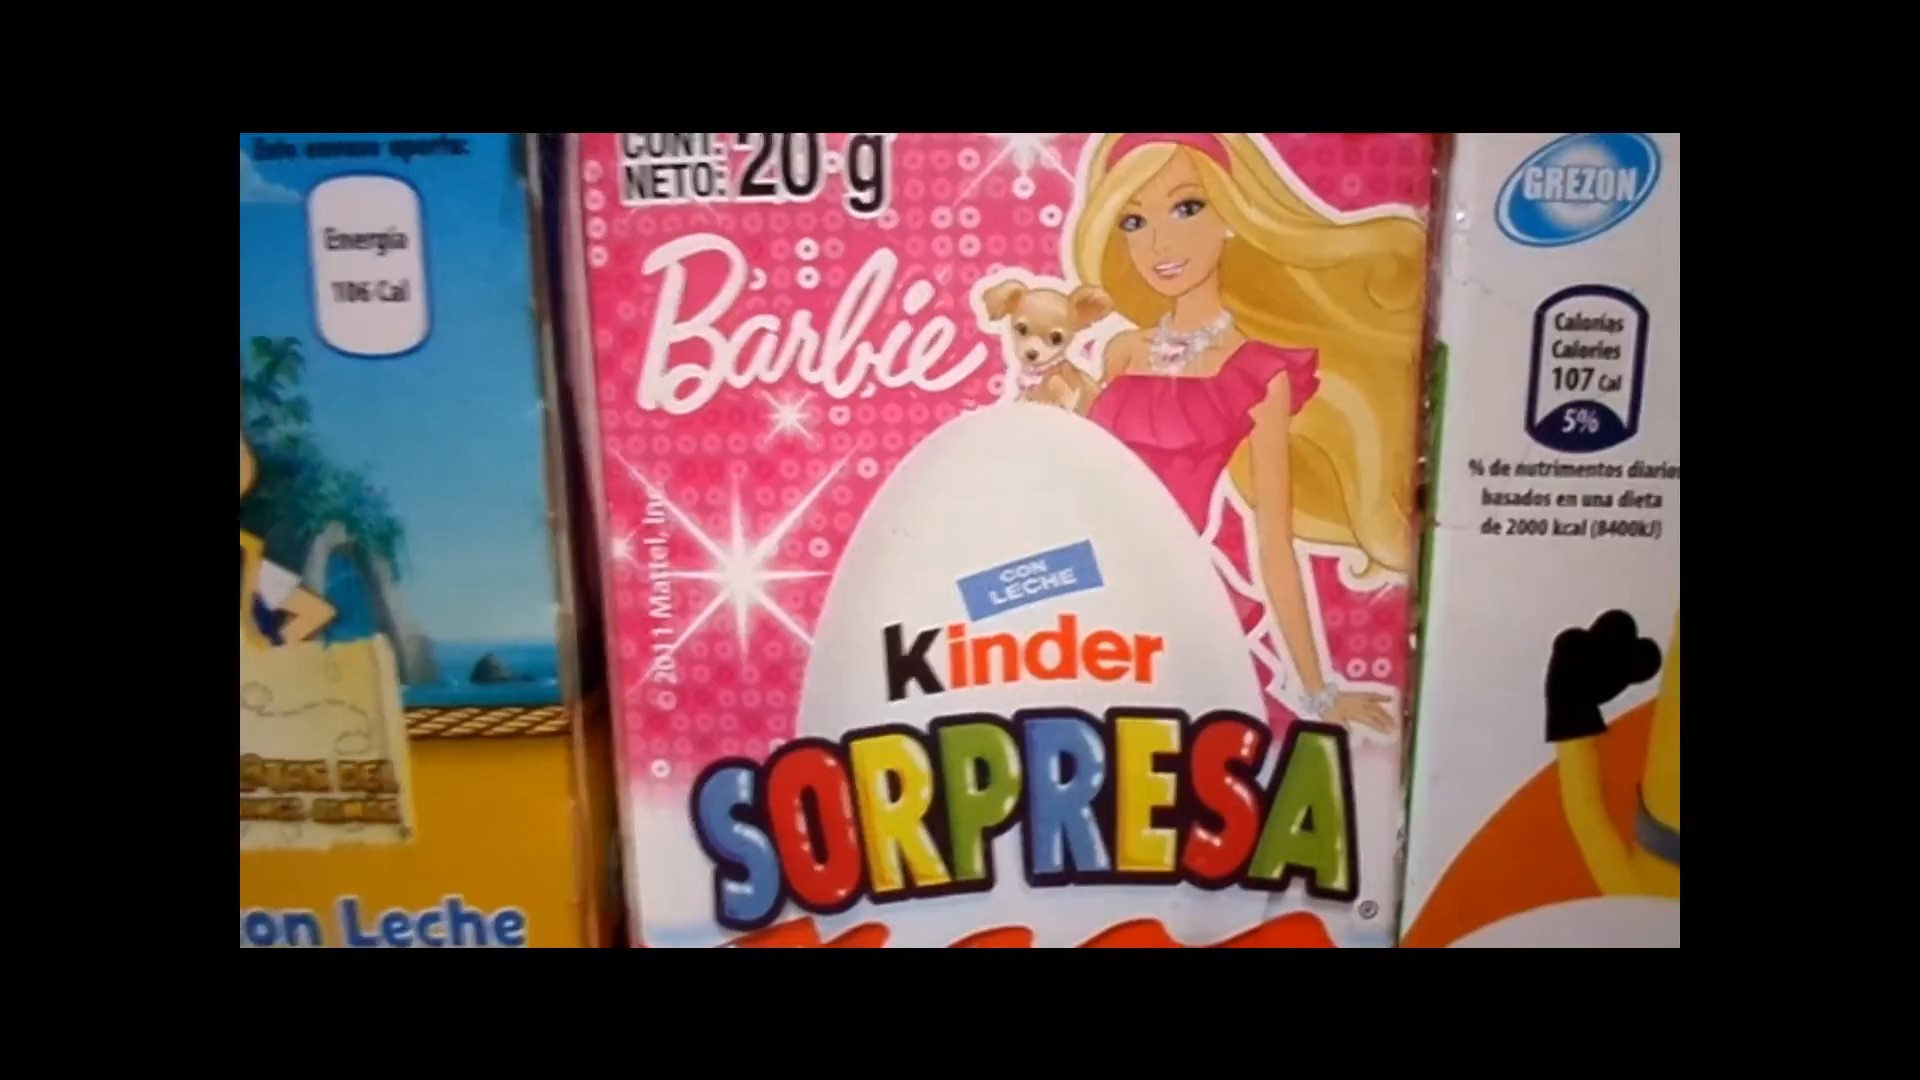 Energía
106 Cal
on Leche
CONT.
NETO: 20 g
Barbie
© 2011 Mattel, Inc.
CON
LECHE
Kinder
SORPRESA
®
GREZON
Calorías
Calories
107 Cal
5%
% de nutrimentos diarios
basados en una dieta
de 2000 kcal (8400kJ)